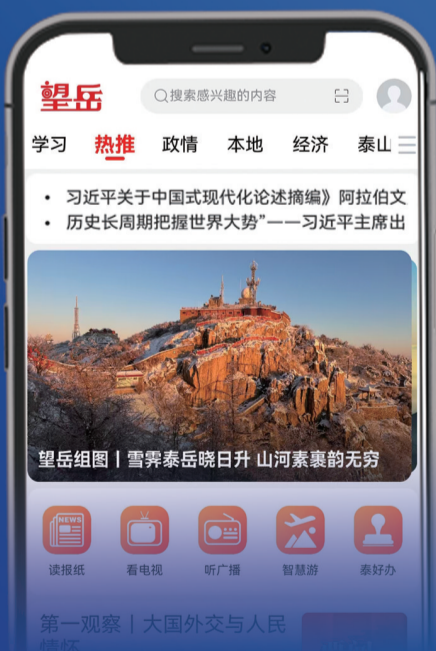 望岳
搜索感兴趣的内容
学习 热推 政情 本地 经济 泰山
• 习近平关于中国式现代化论述摘编》阿拉伯文
• 历史长周期把握世界大势”——习近平主席出
望岳组图丨雪霁泰岳晓日升 山河素裹韵无穷
NEWS
读报纸 看电视 听广播 智慧游 泰好办
第一观察丨大国外交与人民
情怀